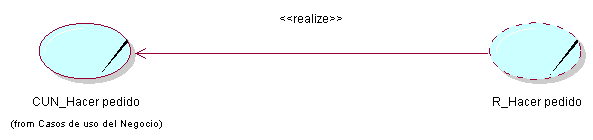 <<realize>>
CUN_Hacer pedido
R_Hacer pedido
(from Casos de uso del Negocio)